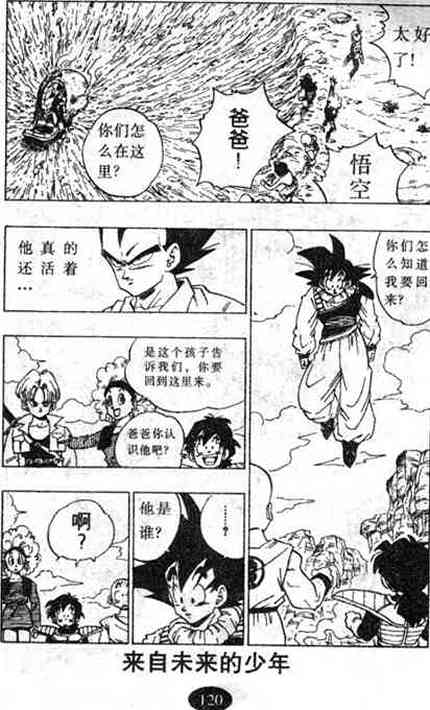 太好
了!
悟空
爸爸!
你们怎
么在这
里?
你们怎
么知道
我要回
来?
他真的
还活着
…
是这个孩子告
诉我们，你要
回到这里来。
爸爸你认
识他吧?
……?
他是
谁?
啊?
来自未来的少年
120